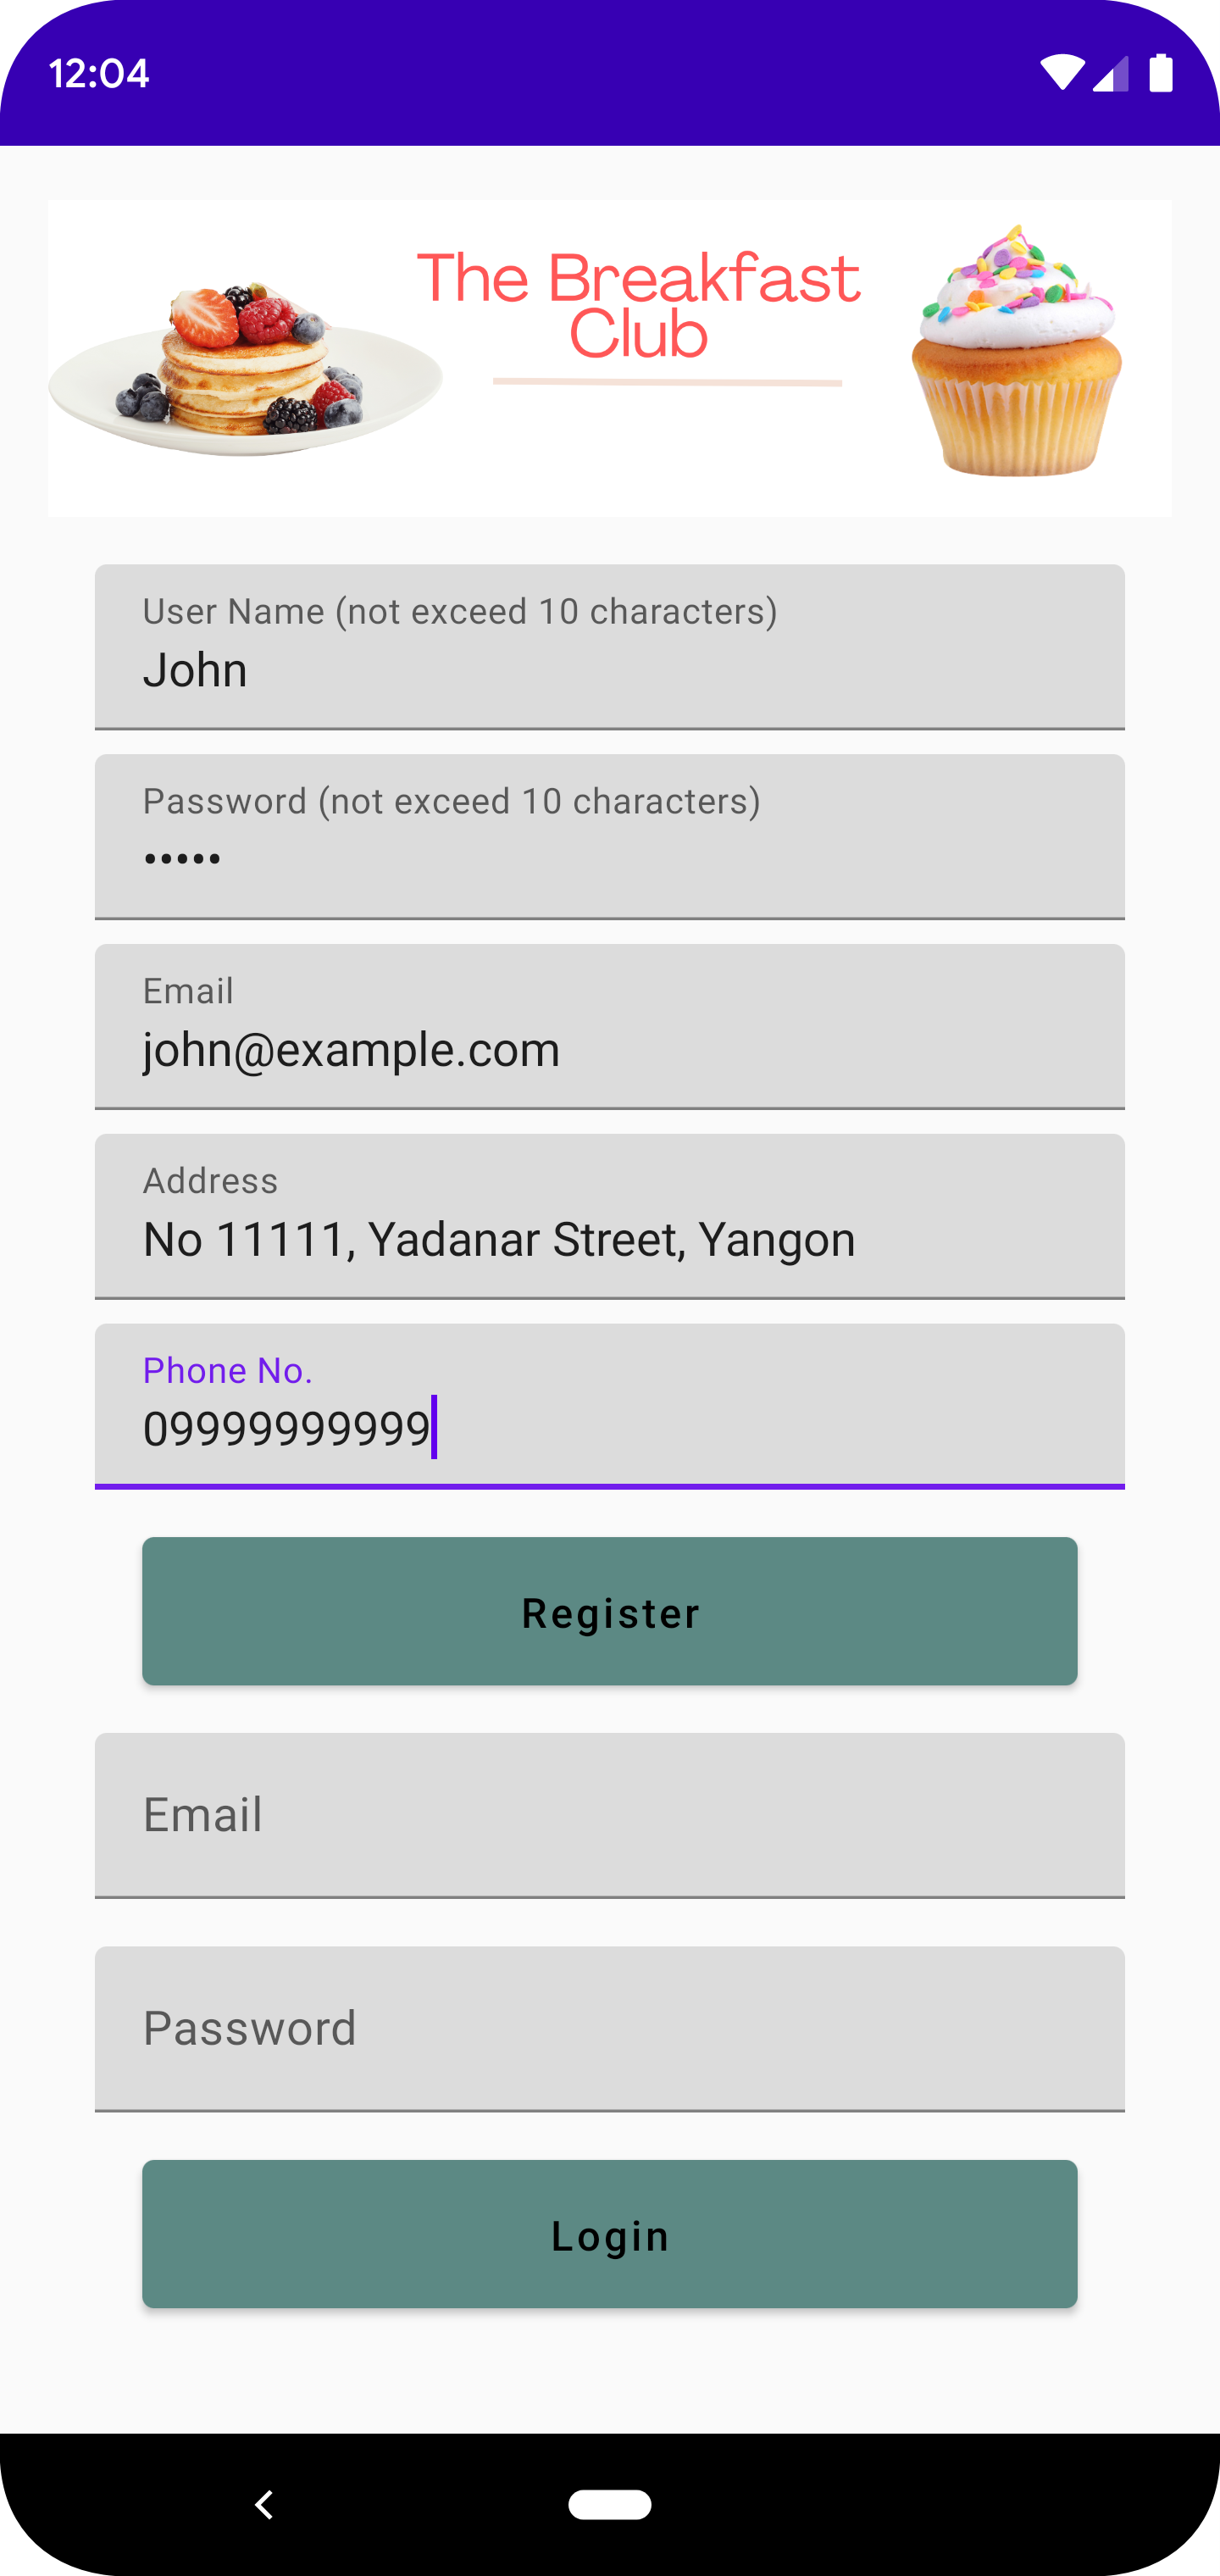 12:04
The Breakfast
Club
User Name (not exceed 10 characters)
John
Password (not exceed 10 characters)
•••••
Email
john@example.com
Address
No 11111, Yadanar Street, Yangon
Phone No.
09999999999
Register
Email
Password
Login